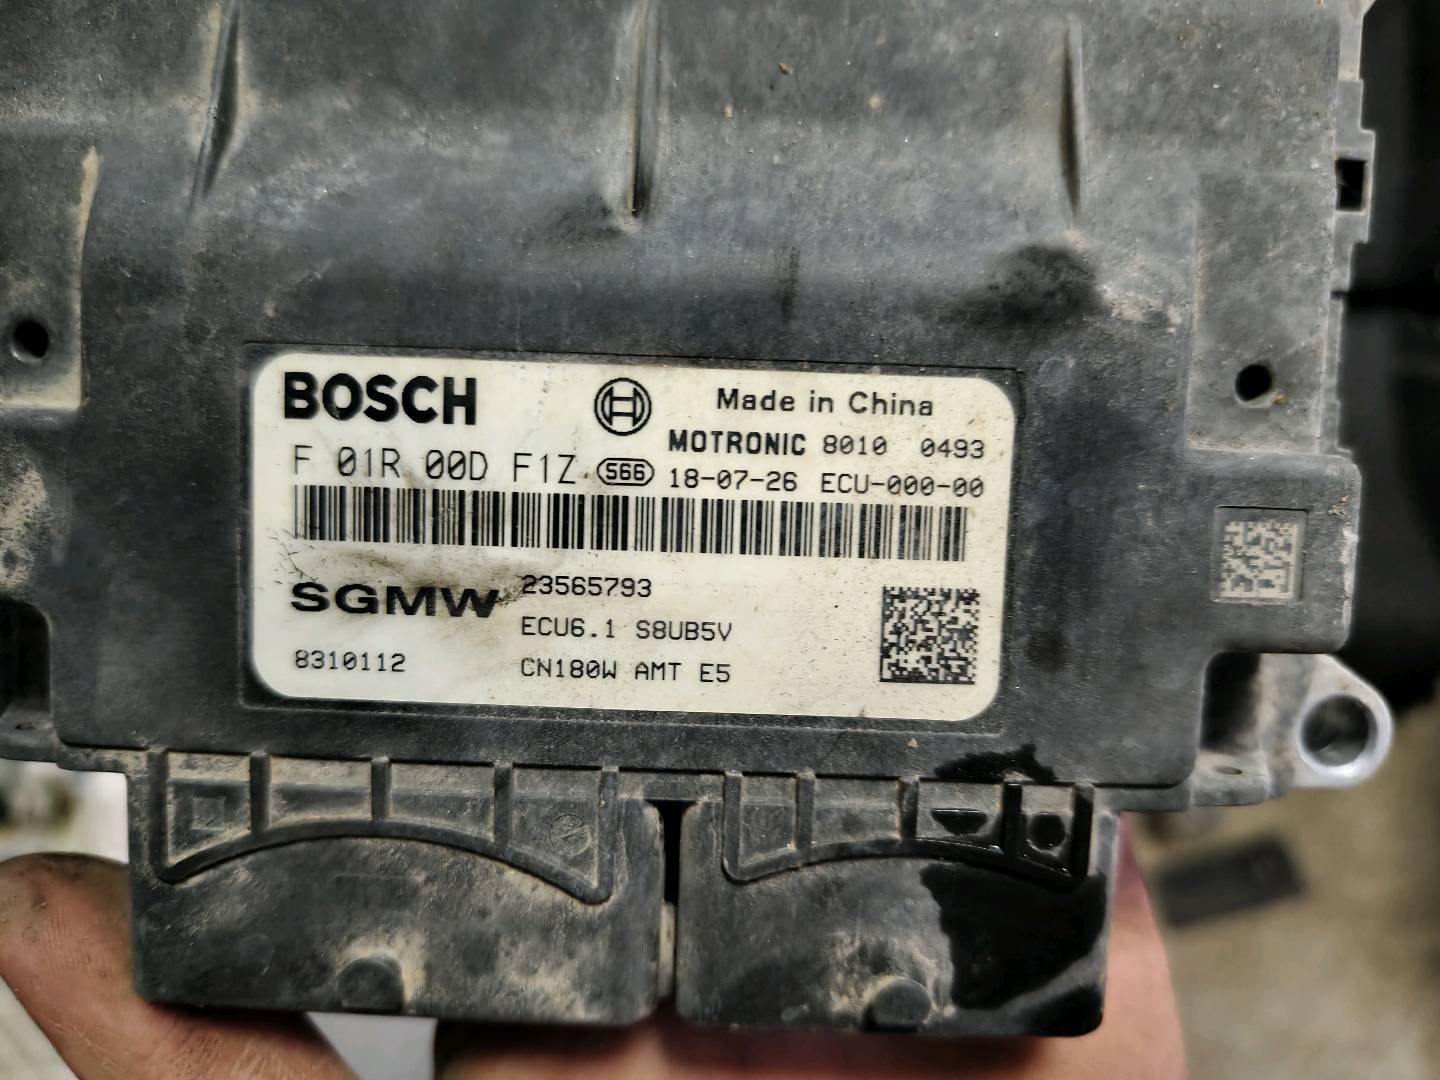 BOSCH
Made in China
MOTRONIC 8010 0493
F 01R 00D F1Z 566 18-07-26 ECU-000-00
SGMW 23565793
ECU6.1 S8UB5V
8310112 CN180W AMT E5